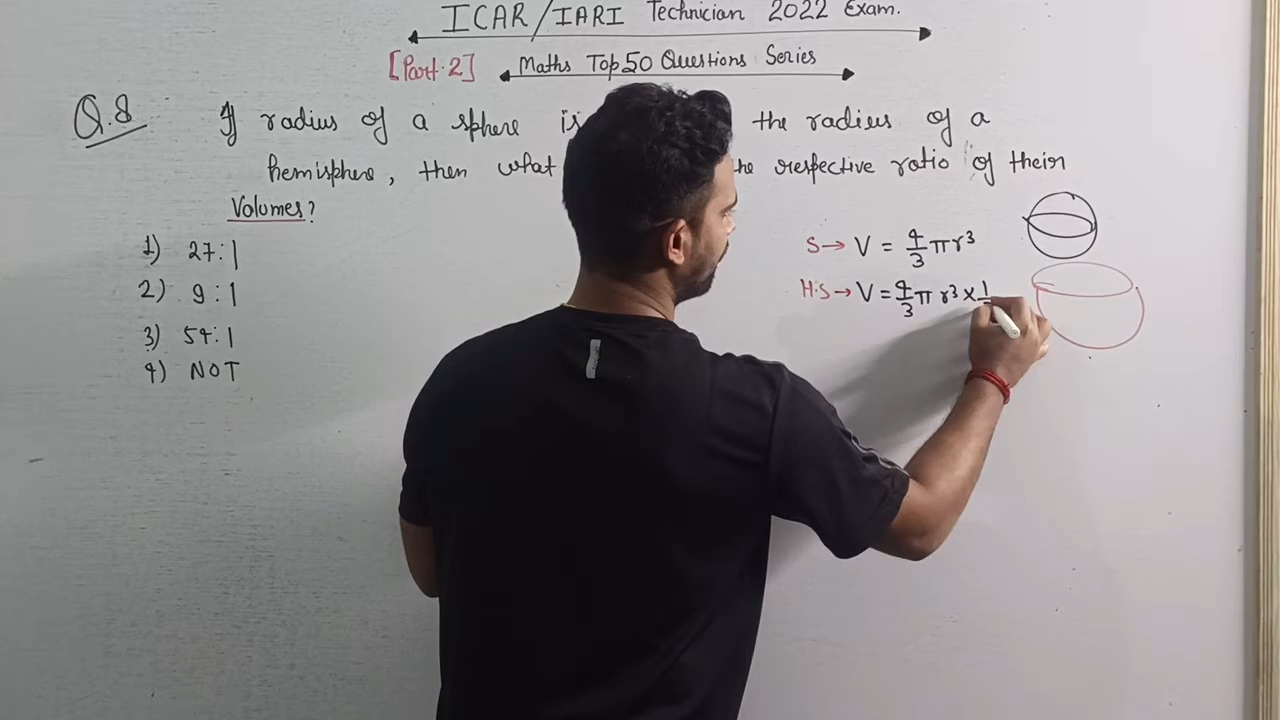 ICAR/IARI Technician 2022 Exam.
[Part.2] Maths Top 50 Questions Series
Q.8 If radius of a sphere is the radius of a
hemisphere, then what the respective ratio of their
Volumes?
1) 27:1
2) 9:1
3) 54:1
4) NOT
S→ V = 4/3 πr³
H.S→ V = 4/3 π r³ × 1